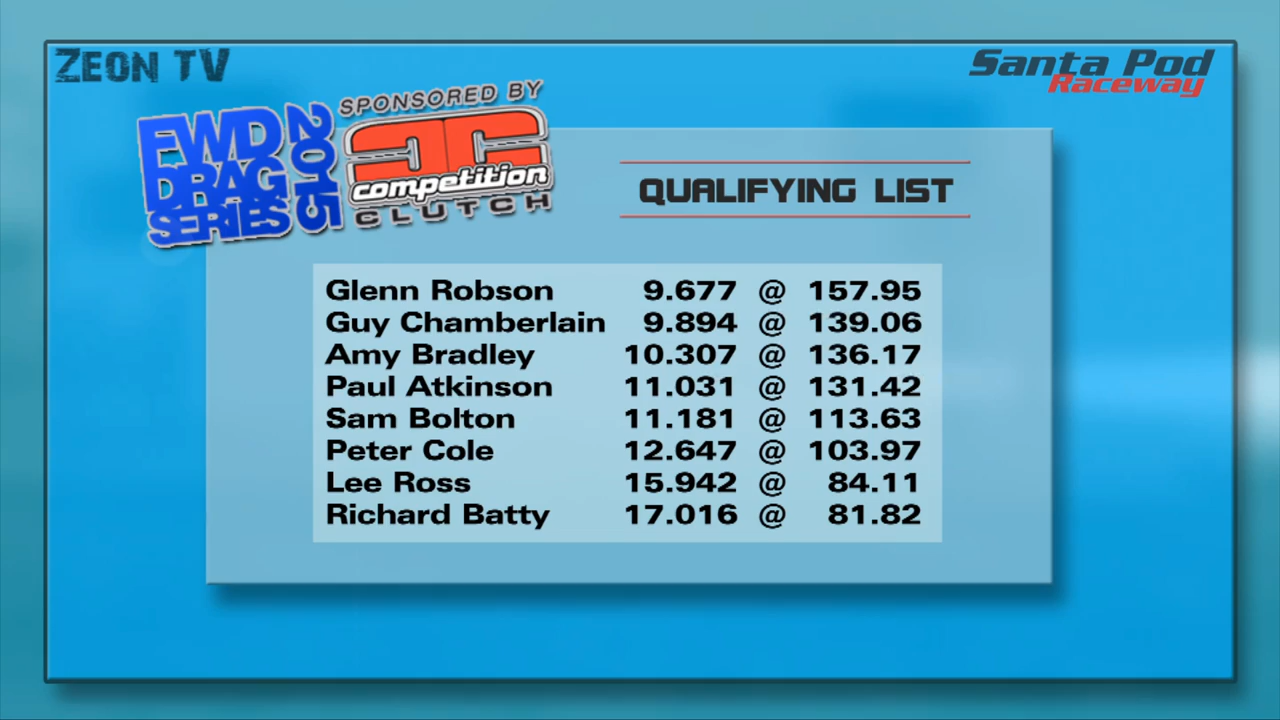 ZEON TV
Santa Pod
Raceway
FWD
DRAG
SERIES
2015
SPONSORED BY
CC
competition
CLUTCH
QUALIFYING LIST
Glenn Robson 9.677 @ 157.95
Guy Chamberlain 9.894 @ 139.06
Amy Bradley 10.307 @ 136.17
Paul Atkinson 11.031 @ 131.42
Sam Bolton 11.181 @ 113.63
Peter Cole 12.647 @ 103.97
Lee Ross 15.942 @ 84.11
Richard Batty 17.016 @ 81.82